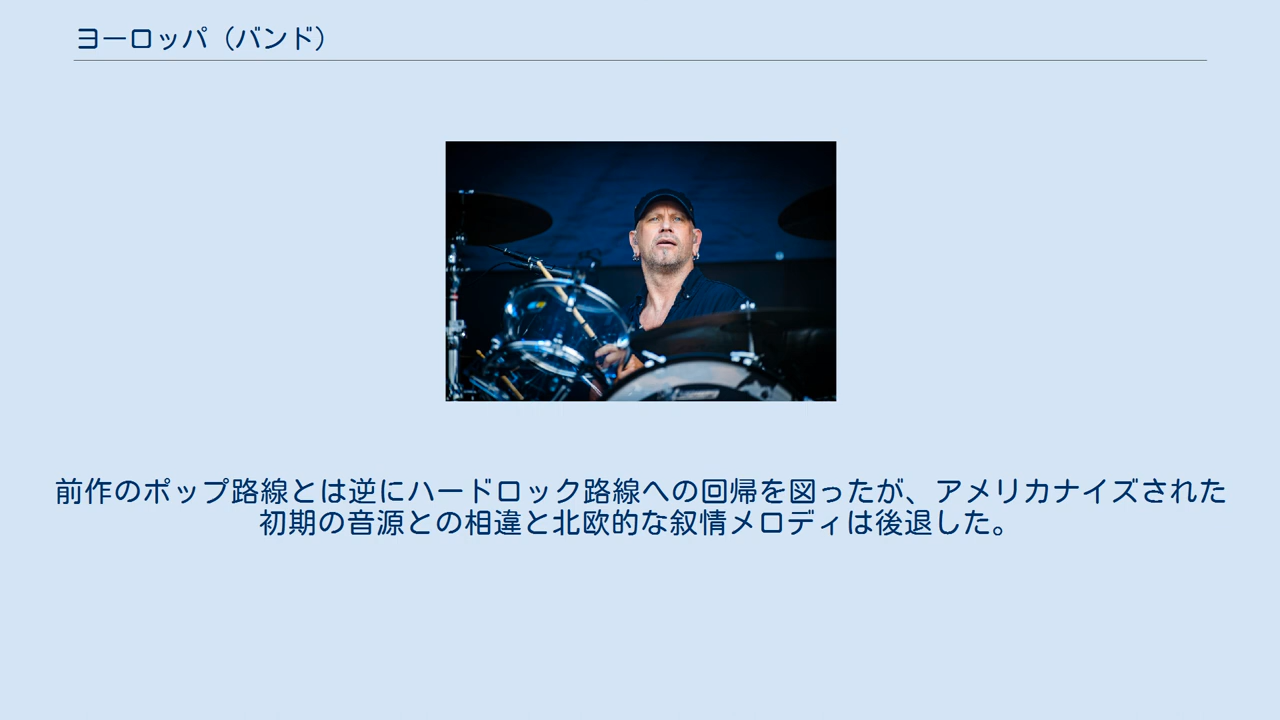 ヨーロッパ（バンド）
前作のポップ路線とは逆にハードロック路線への回帰を図ったが、アメリカナイズされた
初期の音源との相違と北欧的な叙情メロディは後退した。